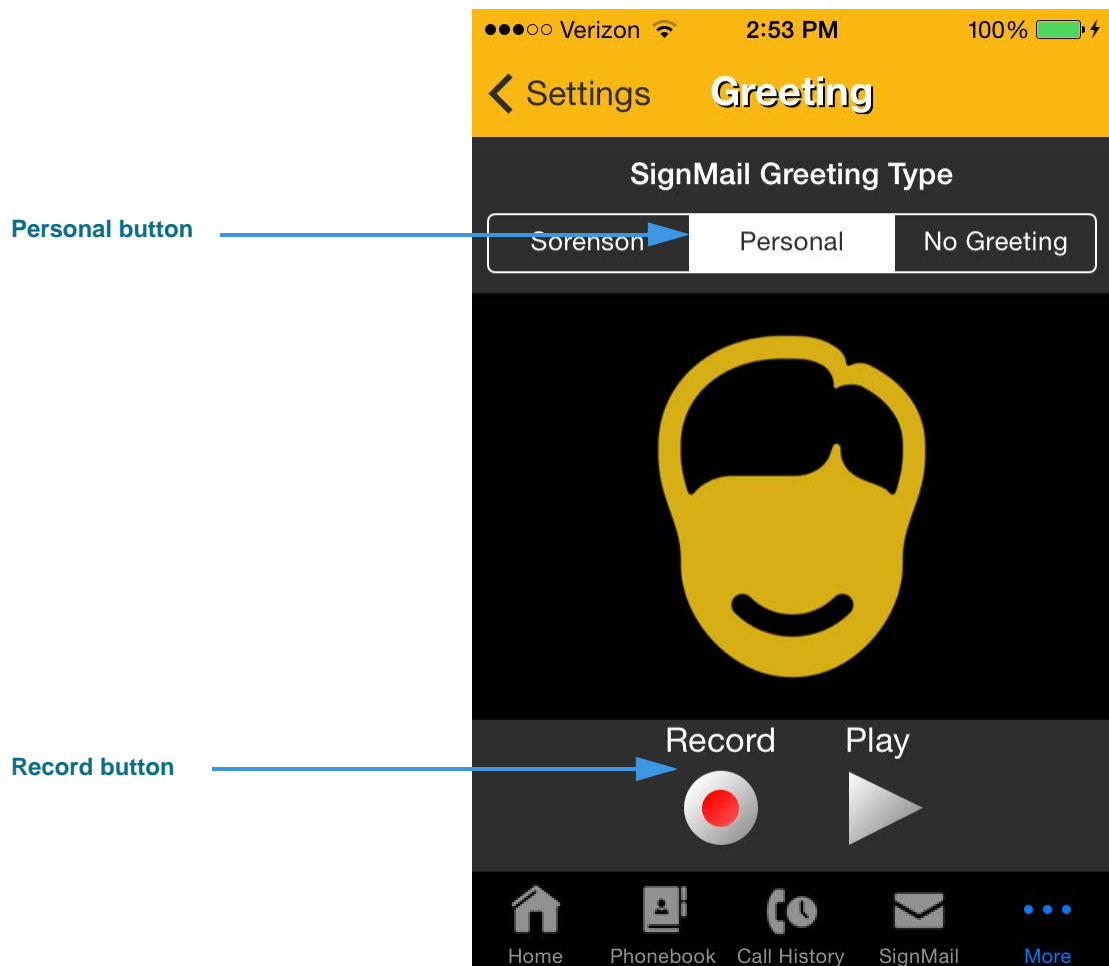 Verizon 2:53 PM 100%
Settings Greeting
SignMail Greeting Type
Personal button
Sorenson Personal No Greeting
Record Play
Record button
Home Phonebook Call History SignMail More